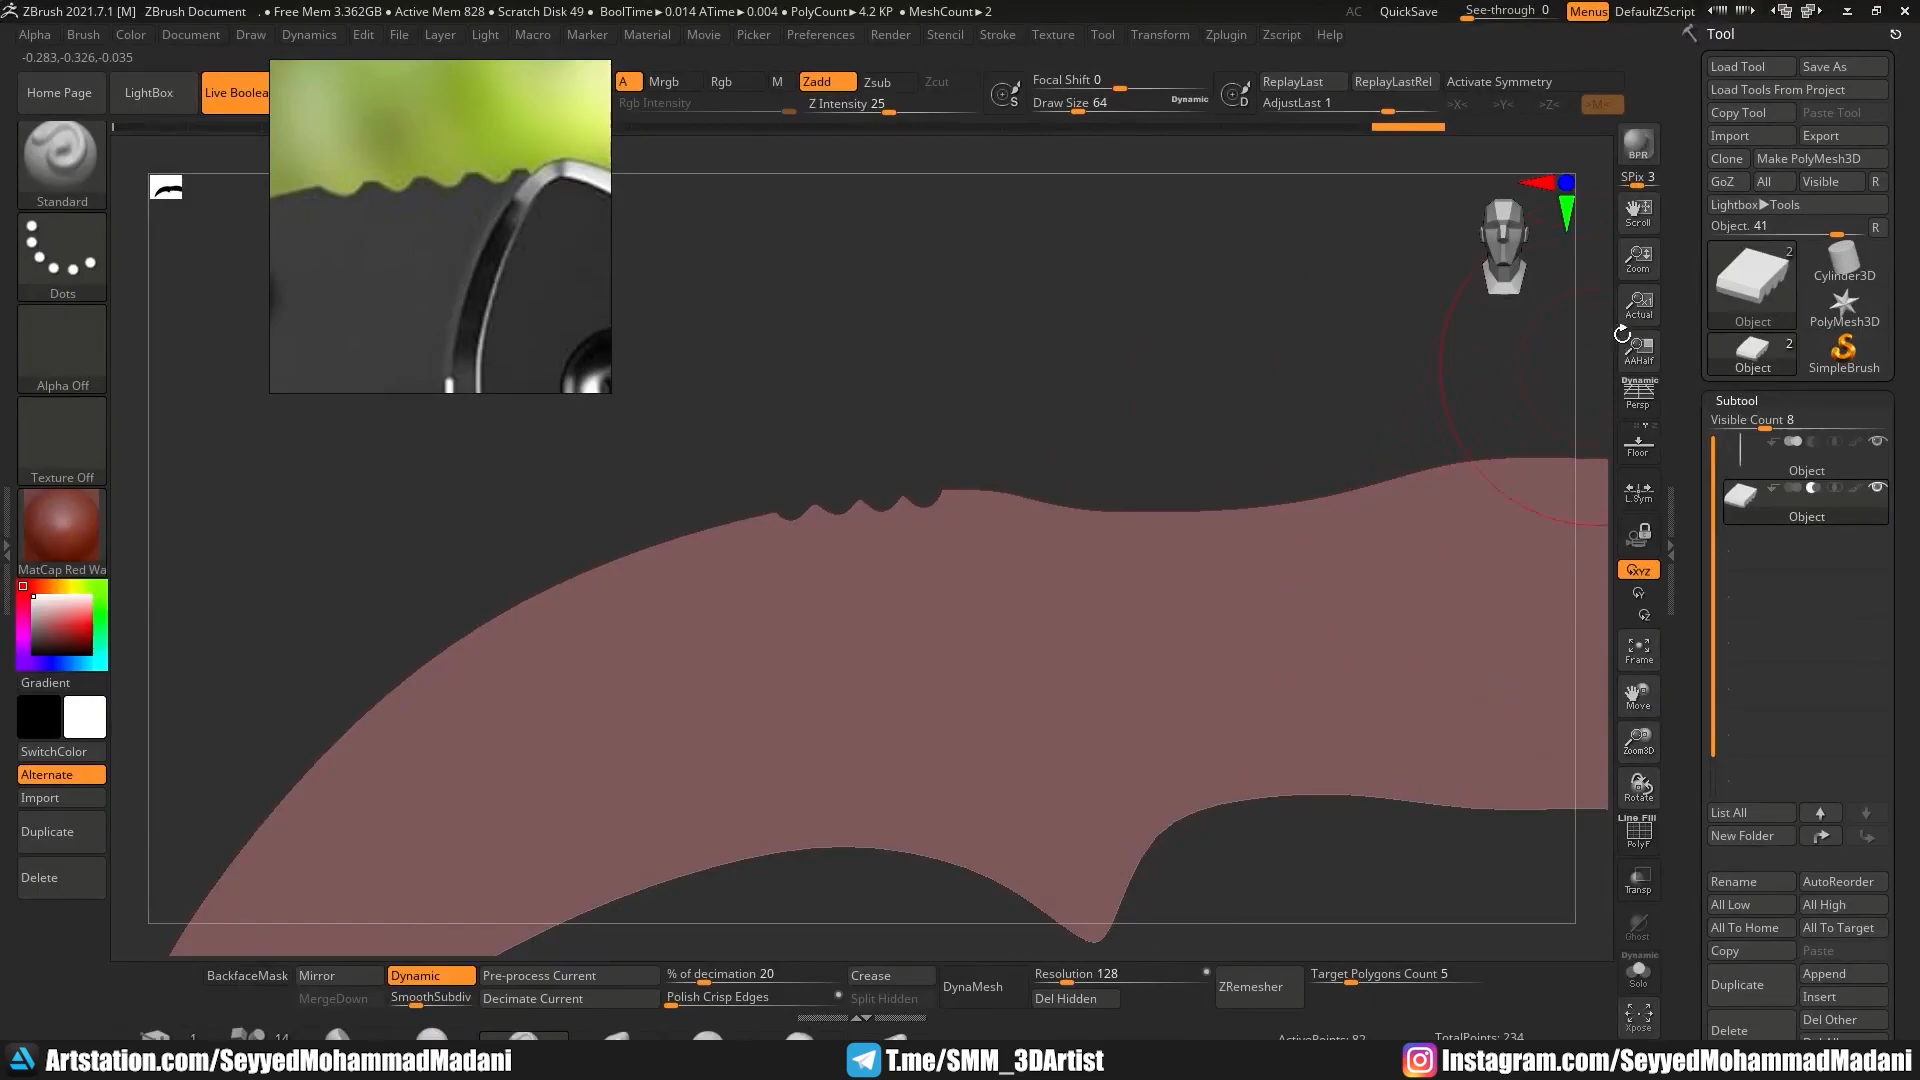 ZBrush 2021.7.1 [M] ZBrush Document . ● Free Mem 3.362GB ● Active Mem 828 ● Scratch Disk 49 ● BoolTime►0.014 ATime►0.004 ● PolyCount►4.2 KP ● MeshCount►2 AC QuickSave See-through 0 Menus DefaultZScript
Alpha Brush Color Document Draw Dynamics Edit File Layer Light Macro Marker Material Movie Picker Preferences Render Stencil Stroke Texture Tool Transform Zplugin Zscript Help
-0.283,-0.326,-0.035
Home Page LightBox Live Boolea
A Mrgb Rgb M Zadd Zsub Zcut
Rgb Intensity Z Intensity 25
Focal Shift 0
Draw Size 64 Dynamic
S
D
ReplayLast ReplayLastRel Activate Symmetry
AdjustLast 1 >X< >Y< >Z< >M<
Standard
Dots
Alpha Off
Texture Off
MatCap Red Wa
Gradient
SwitchColor
Alternate
Import
Duplicate
Delete
BPR
SPix 3
Scroll
Zoom
Actual
AAHalf
Dynamic
Persp
Floor
L.Sym
XYZ
Y
Z
Frame
Move
Zoom3D
Rotate
Line Fill
PolyF
Transp
Ghost
Dynamic
Solo
Xpose
Tool
Load Tool Save As
Load Tools From Project
Copy Tool Paste Tool
Import Export
Clone Make PolyMesh3D
GoZ All Visible R
Lightbox►Tools
Object. 41 R
2
Object Cylinder3D
PolyMesh3D
2
Object SimpleBrush
Subtool
Visible Count 8
Object
Object
List All
New Folder
Rename AutoReorder
All Low All High
All To Home All To Target
Copy Paste
Duplicate Append
Insert
Delete Del Other
BackfaceMask Mirror Dynamic Pre-process Current % of decimation 20 Crease DynaMesh Resolution 128 ZRemesher Target Polygons Count 5
MergeDown SmoothSubdiv Decimate Current Polish Crisp Edges Split Hidden Del Hidden
1 14
ActivePoints: 82 TotalPoints: 234
Artstation.com/SeyyedMohammadMadani T.me/SMM_3DArtist Instagram.com/SeyyedMohammadMadani